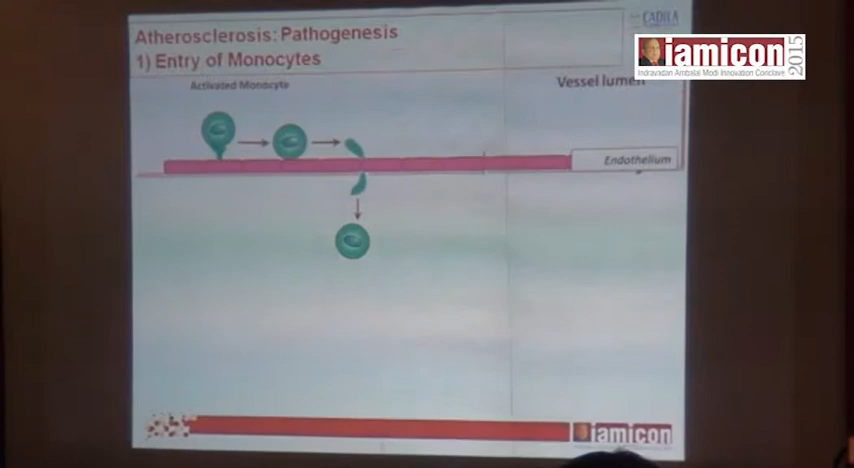 Atherosclerosis: Pathogenesis
1) Entry of Monocytes
CADILA
iamicon 2015
Indravadan Ambalal Modi Innovation Conclave
Activated Monocyte
Vessel lumen
Endothelium
iamicon